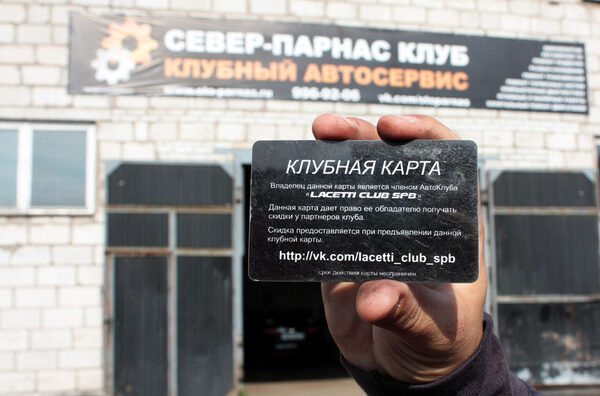 СЕВЕР-ПАРНАС КЛУБ
КЛУБНЫЙ АВТОСЕРВИС
996-92-06
КЛУБНАЯ КАРТА
Владелец данной карты является членом АвтоКлуба
«LACETTI CLUB SPB»
Данная карта дает право ее обладателю получать
скидки у партнеров клуба.
Скидка предоставляется при предъявлении данной
клубной карты.
http://vk.com/lacetti_club_spb
срок действия карты неограничен